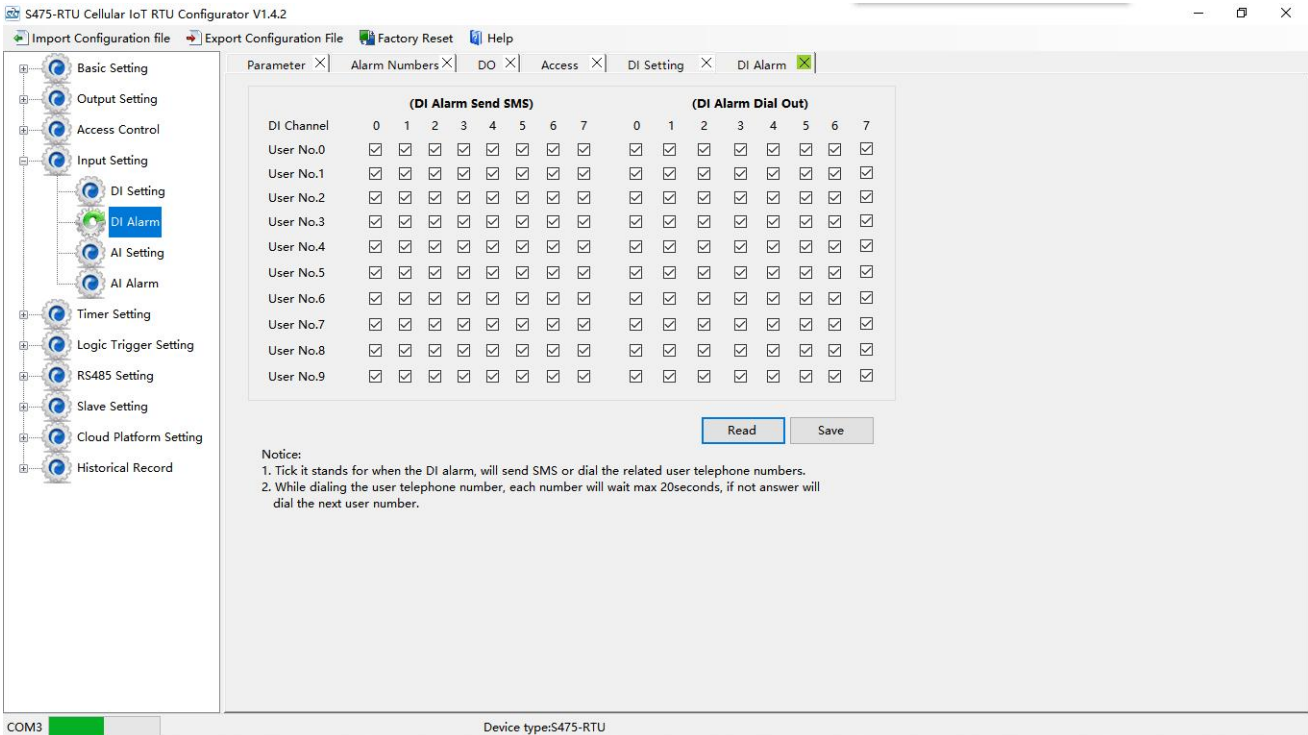 S475-RTU Cellular IoT RTU Configurator V1.4.2
Import Configuration file Export Configuration File Factory Reset Help
Basic Setting
Output Setting
Access Control
Input Setting
DI Setting
DI Alarm
AI Setting
AI Alarm
Timer Setting
Logic Trigger Setting
RS485 Setting
Slave Setting
Cloud Platform Setting
Historical Record
Parameter Alarm Numbers DO Access DI Setting DI Alarm
(DI Alarm Send SMS) (DI Alarm Dial Out)
DI Channel 0 1 2 3 4 5 6 7 0 1 2 3 4 5 6 7
User No.0
User No.1
User No.2
User No.3
User No.4
User No.5
User No.6
User No.7
User No.8
User No.9
Read Save
Notice:
1. Tick it stands for when the DI alarm, will send SMS or dial the related user telephone numbers.
2. While dialing the user telephone number, each number will wait max 20seconds, if not answer will
dial the next user number.
COM3 Device type:S475-RTU